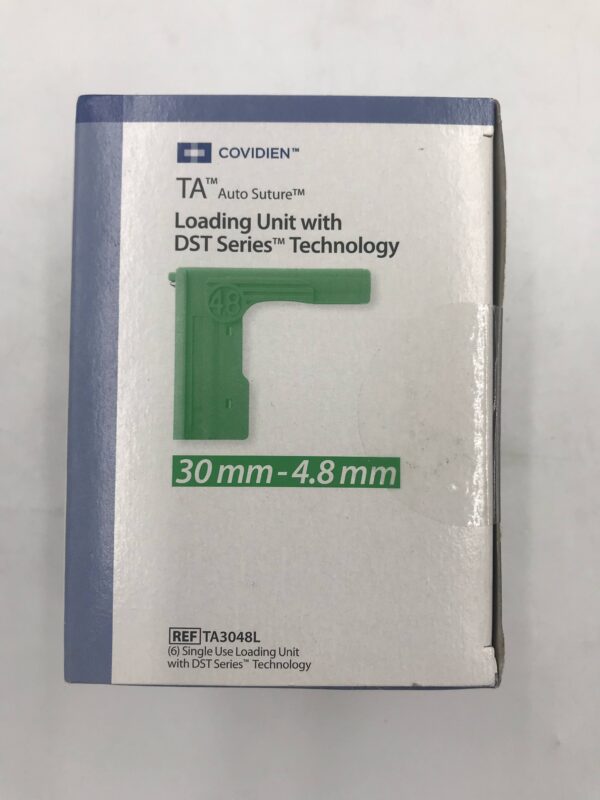 COVIDIEN™
TA™ Auto Suture™
Loading Unit with
DST Series™ Technology
48
30 mm - 4.8 mm
REF TA3048L
(6) Single Use Loading Unit
with DST Series™ Technology